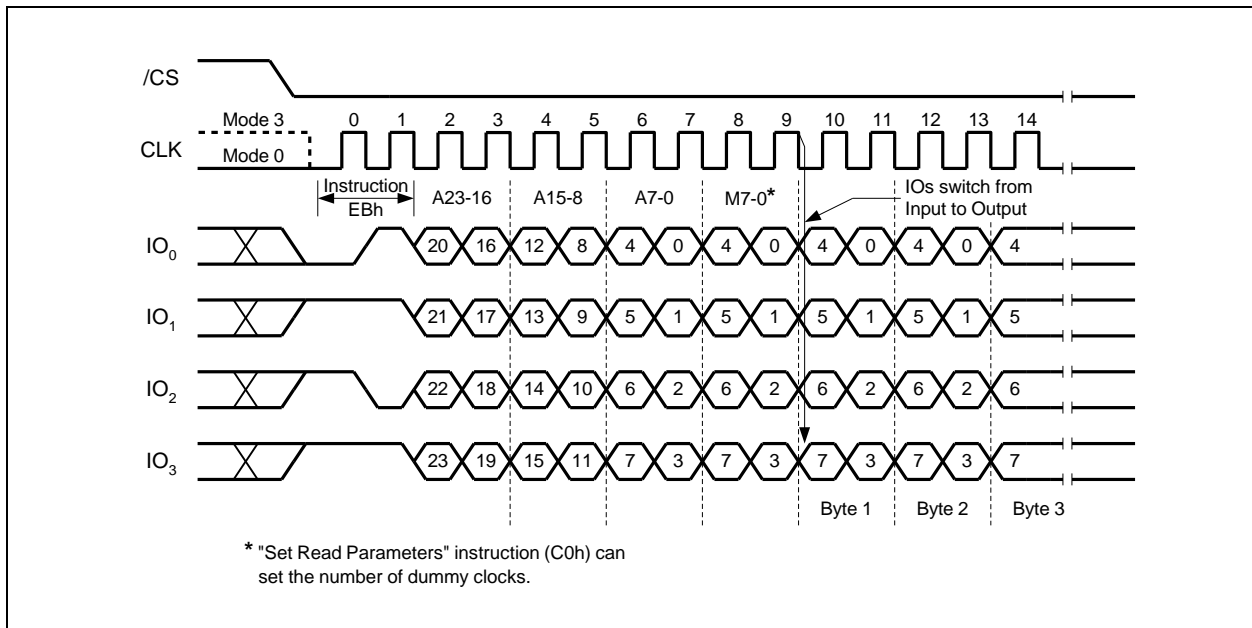 /CS
Mode 3 0 1 2 3 4 5 6 7 8 9 10 11 12 13 14
CLK
Mode 0
Instruction
EBh
A23-16 A15-8 A7-0 M7-0*
IOs switch from
Input to Output
IO0 20 16 12 8 4 0 4 0 4 0 4 0 4
IO1 21 17 13 9 5 1 5 1 5 1 5 1 5
IO2 22 18 14 10 6 2 6 2 6 2 6 2 6
IO3 23 19 15 11 7 3 7 3 7 3 7 3 7
Byte 1 Byte 2 Byte 3
* "Set Read Parameters" instruction (C0h) can
set the number of dummy clocks.